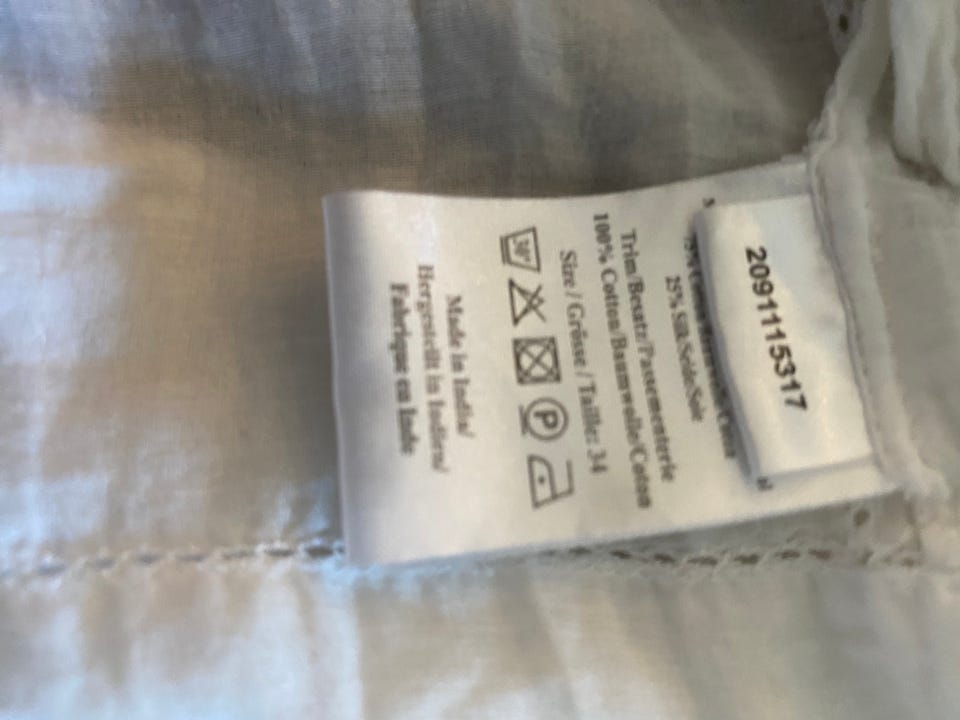 2091115317
25% Silk/Seide/Soie
Trim/Besatz/Passementerie
100% Cotton/Baumwolle/Coton
Size / Grösse / Taille: 34
30°
P
Made in India/
Hergestellt in Indien/
Fabriqué en Inde